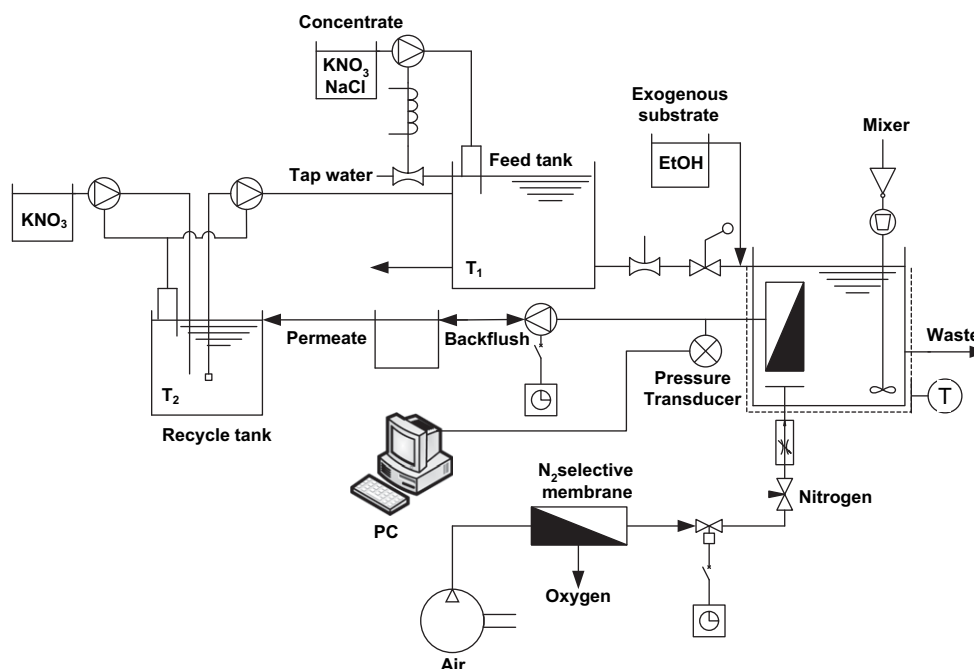 Concentrate
KNO3
NaCl
Exogenous
substrate
EtOH
Mixer
Tap water
Feed tank
KNO3
T1
Permeate
Backflush
Waste
T2
Pressure
Transducer
T
Recycle tank
N2selective
membrane
Nitrogen
PC
Oxygen
Air